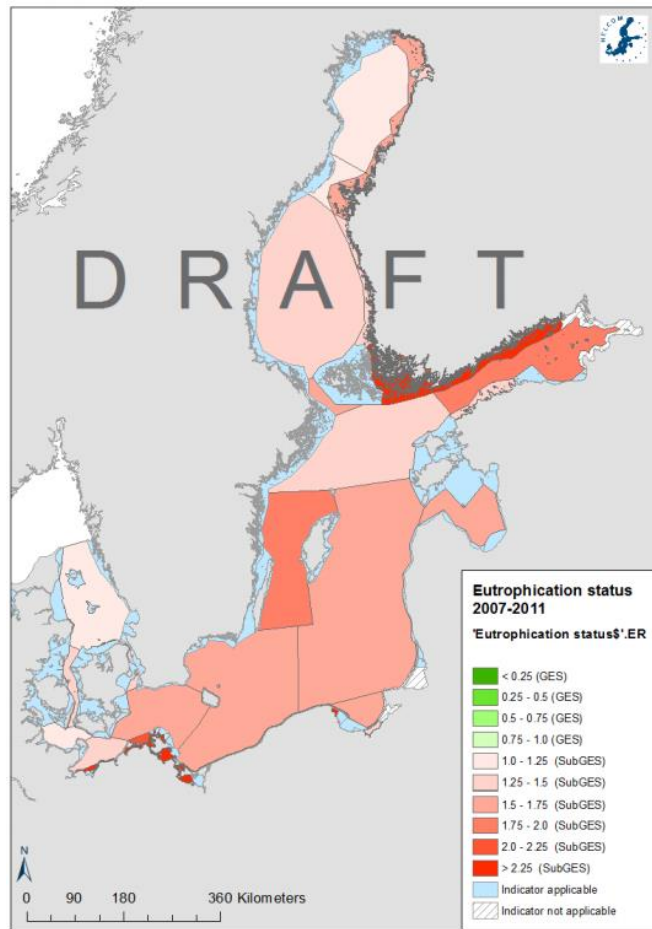 HELCOM
D R A F T
Eutrophication status
2007-2011
'Eutrophication status$'.ER
< 0.25 (GES)
0.25 - 0.5 (GES)
0.5 - 0.75 (GES)
0.75 - 1.0 (GES)
1.0 - 1.25 (SubGES)
1.25 - 1.5 (SubGES)
1.5 - 1.75 (SubGES)
1.75 - 2.0 (SubGES)
2.0 - 2.25 (SubGES)
> 2.25 (SubGES)
Indicator applicable
Indicator not applicable
N
0 90 180 360 Kilometers